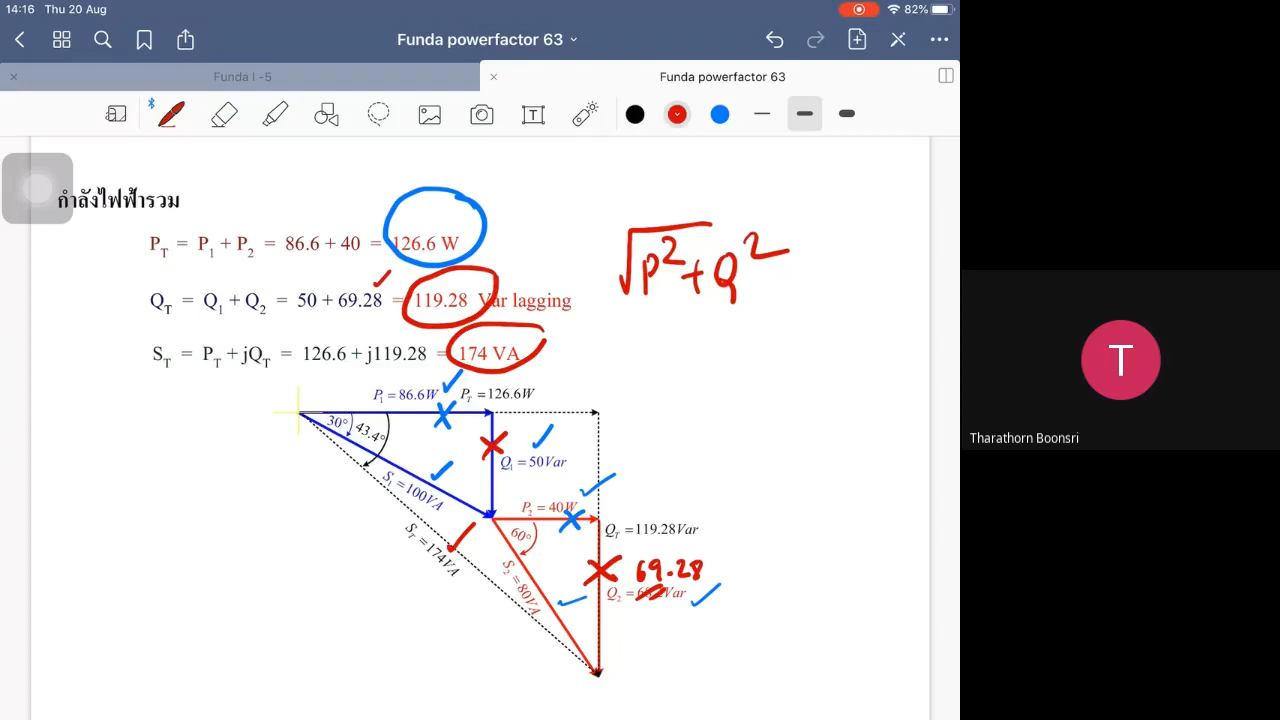 14:16 Thu 20 Aug
82%
Funda powerfactor 63
Funda I -5
Funda powerfactor 63
กำลังไฟฟ้ารวม
P_T = P_1 + P_2 = 86.6 + 40 = 126.6 W
Q_T = Q_1 + Q_2 = 50 + 69.28 = 119.28 Var lagging
S_T = P_T + jQ_T = 126.6 + j119.28 = 174 VA
√P² + Q²
P_1 = 86.6W
P_T = 126.6W
30°
43.4°
Q_1 = 50Var
S_1 = 100VA
P_2 = 40W
S_T = 174VA
60°
Q_T = 119.28Var
69.28
S_2 = 80VA
Q_2 = Var
T
Tharathorn Boonsri